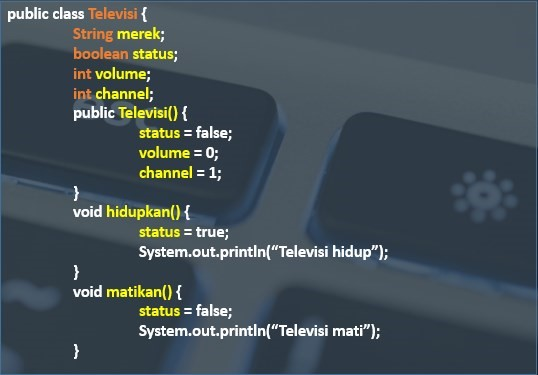 public class Televisi {
String merek;
boolean status;
int volume;
int channel;
public Televisi() {
status = false;
volume = 0;
channel = 1;
}
void hidupkan() {
status = true;
System.out.println(“Televisi hidup”);
}
void matikan() {
status = false;
System.out.println(“Televisi mati”);
}